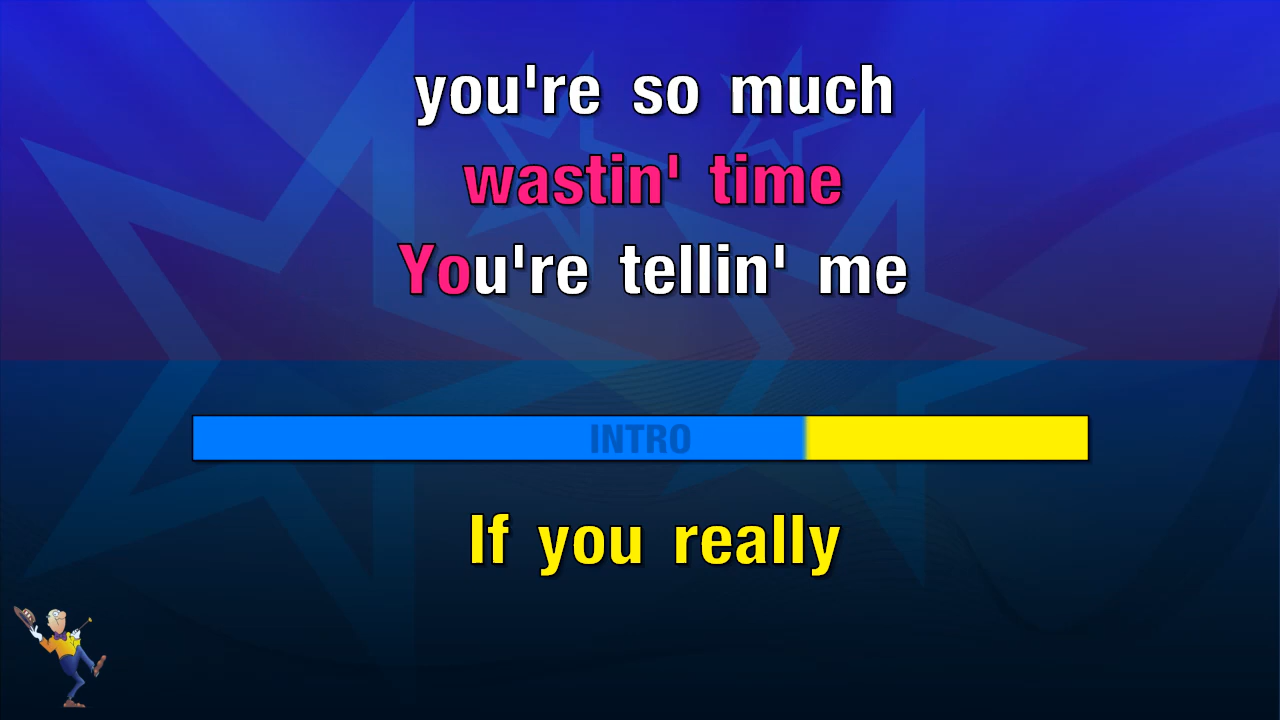 you're so much
wastin' time
You're tellin' me
INTRO
If you really